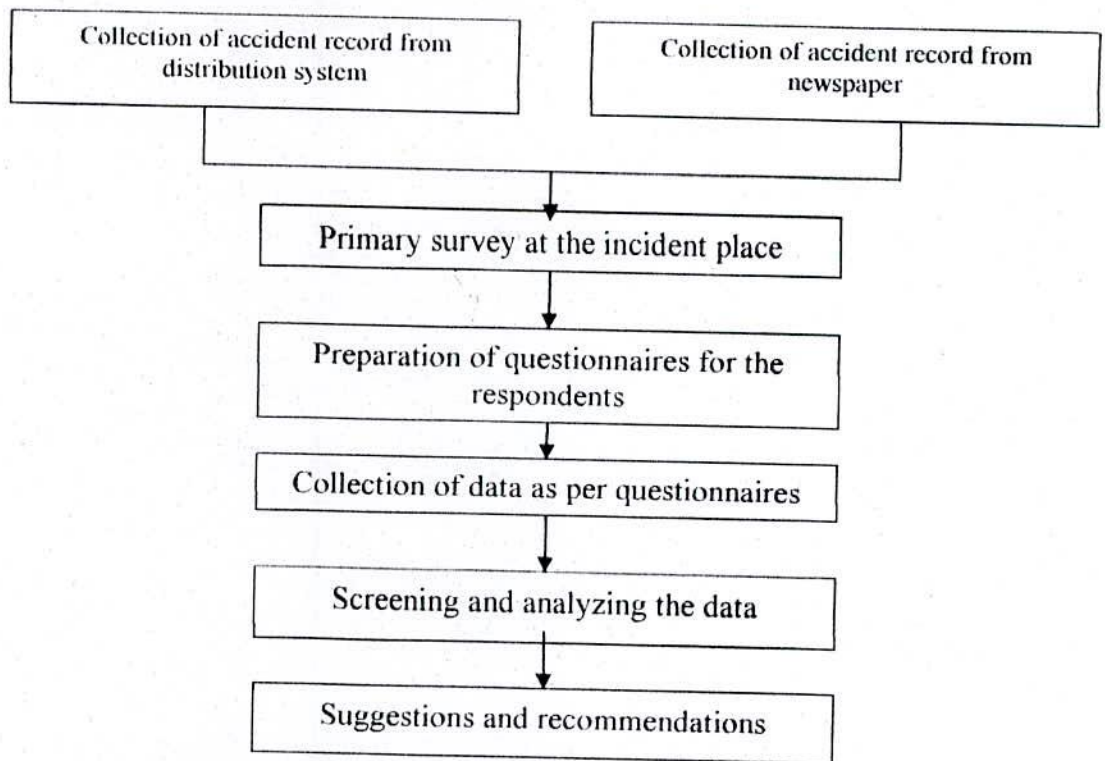 Collection of accident record from
distribution system
Collection of accident record from
newspaper
Primary survey at the incident place
Preparation of questionnaires for the
respondents
Collection of data as per questionnaires
Screening and analyzing the data
Suggestions and recommendations